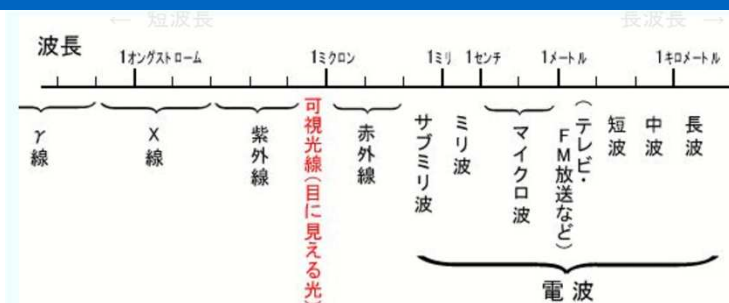 ← 短波長
長波長 →
波長
1オングストローム
1ミクロン
1ミリ
1センチ
1メートル
1キロメートル
γ線
X線
紫外線
可視光線(目に見える光
赤外線
サブミリ波
ミリ波
マイクロ波
(テレビ・
FM放送など)
短波
中波
長波
電波